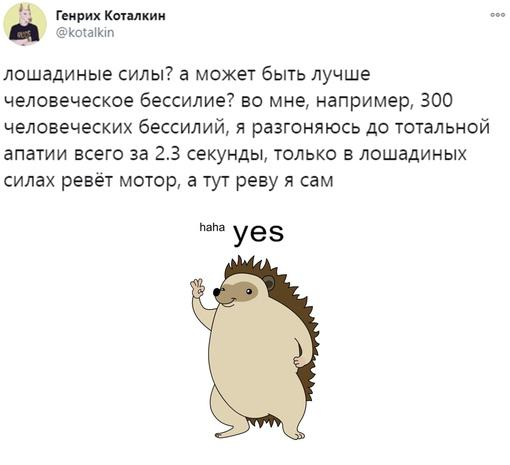 Генрих Коталкин
@kotalkin
лошадиные силы? а может быть лучше
человеческое бессилие? во мне, например, 300
человеческих бессилий, я разгоняюсь до тотальной
апатии всего за 2.3 секунды, только в лошадиных
силах ревёт мотор, а тут реву я сам
haha yes